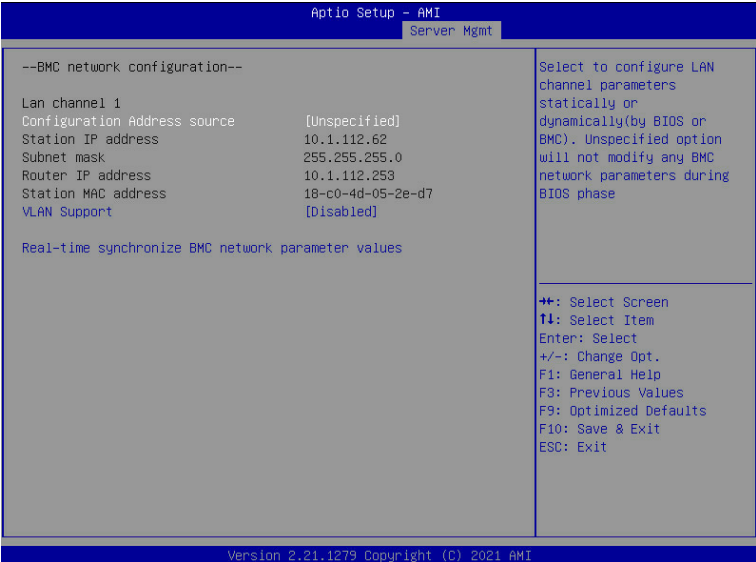 Aptio Setup – AMI
Server Mgmt
--BMC network configuration--
Lan channel 1
Configuration Address source [Unspecified]
Station IP address 10.1.112.62
Subnet mask 255.255.255.0
Router IP address 10.1.112.253
Station MAC address 18-c0-4d-05-2e-d7
VLAN Support [Disabled]
Real-time synchronize BMC network parameter values
Select to configure LAN
channel parameters
statically or
dynamically(by BIOS or
BMC). Unspecified option
will not modify any BMC
network parameters during
BIOS phase
→←: Select Screen
↑↓: Select Item
Enter: Select
+/-: Change Opt.
F1: General Help
F3: Previous Values
F9: Optimized Defaults
F10: Save & Exit
ESC: Exit
Version 2.21.1279 Copyright (C) 2021 AMI